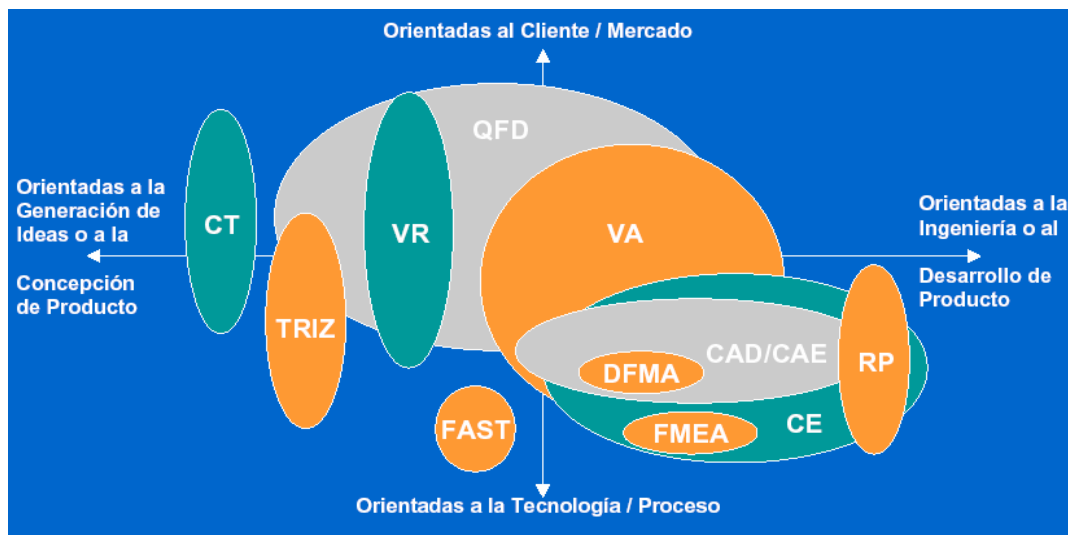 Orientadas al Cliente / Mercado
QFD
Orientadas a la
Generación de
Ideas o a la
Concepción
de Producto
CT
VR
VA
Orientadas a la
Ingeniería o al
Desarrollo de
Producto
TRIZ
CAD/CAE
RP
DFMA
FAST
FMEA
CE
Orientadas a la Tecnología / Proceso